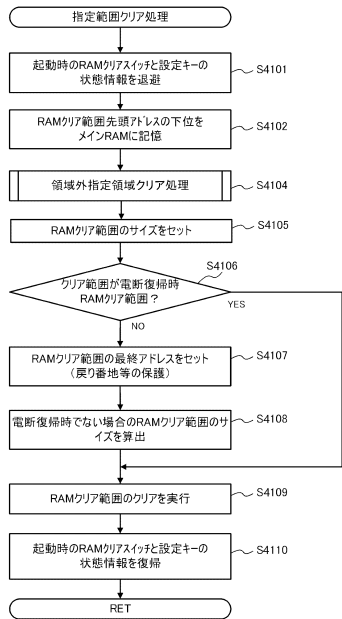 指定範囲クリア処理
起動時のRAMクリアスイッチと設定キーの
状態情報を退避
S4101
RAMクリア範囲先頭アドレスの下位を
メインRAMに記憶
S4102
領域外指定領域クリア処理
S4104
RAMクリア範囲のサイズをセット
S4105
S4106
クリア範囲が電断復帰時
RAMクリア範囲？
YES
NO
RAMクリア範囲の最終アドレスをセット
（戻り番地等の保護）
S4107
電断復帰時でない場合のRAMクリア範囲のサ
イズを算出
S4108
RAMクリア範囲のクリアを実行
S4109
起動時のRAMクリアスイッチと設定キーの
状態情報を復帰
S4110
RET